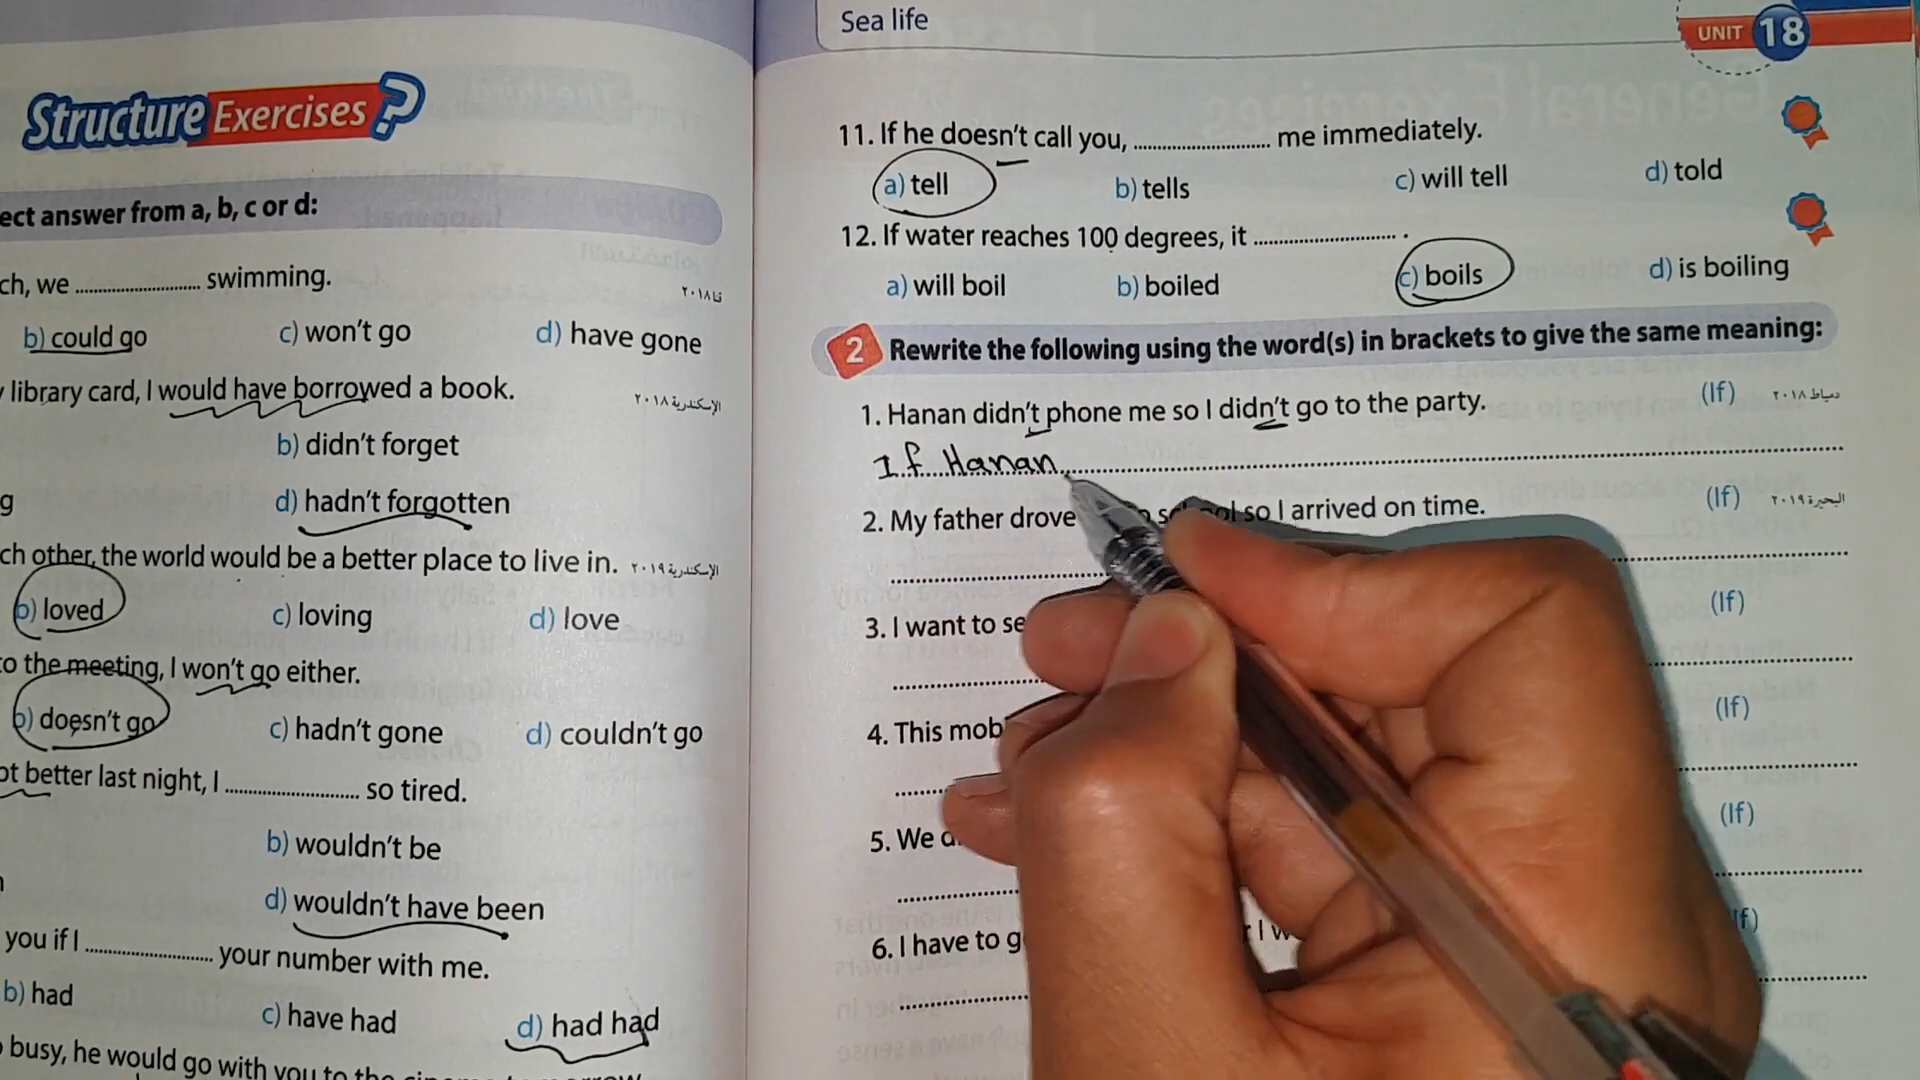 Structure Exercises?
ect answer from a, b, c or d:
ch, we ........................ swimming.
قنا ٢٠١٨
b) could go c) won't go d) have gone
library card, I would have borrowed a book.
الإسكندرية ٢٠١٨
b) didn't forget
g d) hadn't forgotten
ch other, the world would be a better place to live in. الإسكندرية ٢٠١٩
b) loved c) loving d) love
to the meeting, I won't go either.
b) doesn't go c) hadn't gone d) couldn't go
ot better last night, I ........................ so tired.
b) wouldn't be
d) wouldn't have been
you if I ........................ your number with me.
b) had c) have had d) had had
busy, he would go with you to the
Sea life
UNIT 18
11. If he doesn't call you, ........................ me immediately.
a) tell b) tells c) will tell d) told
12. If water reaches 100 degrees, it ........................ .
a) will boil b) boiled c) boils d) is boiling
2 Rewrite the following using the word(s) in brackets to give the same meaning:
1. Hanan didn't phone me so I didn't go to the party. (If) دمياط ٢٠١٨
If Hanan
2. My father drove so I arrived on time. (If) البحيرة ٢٠١٩
3. I want to se (If)
4. This mob (If)
5. We (If)
6. I have to g I w If)